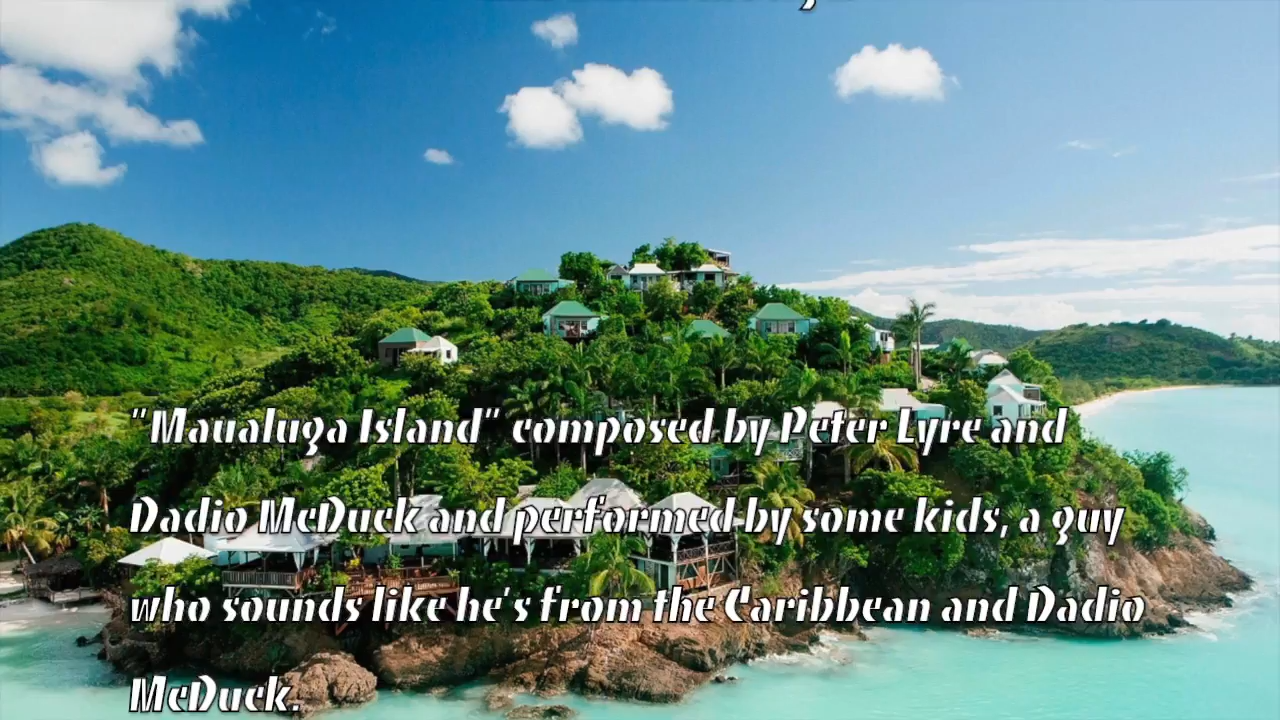 "Maualuga Island" composed by Peter Lyre and
Dadio McDuck and performed by some kids, a guy
who sounds like he's from the Caribbean and Dadio
McDuck.